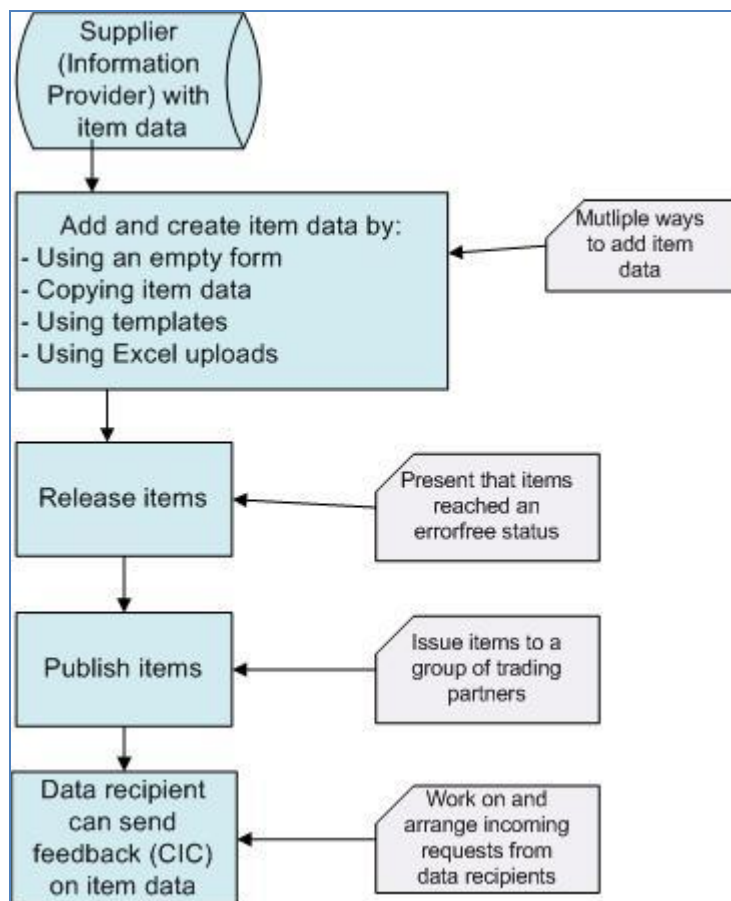 Supplier
(Information
Provider) with
item data
Add and create item data by:
- Using an empty form
- Copying item data
- Using templates
- Using Excel uploads
Mutliple ways
to add item
data
Release items
Present that items
reached an
errorfree status
Publish items
Issue items to a
group of trading
partners
Data recipient
can send
feedback (CIC)
on item data
Work on and
arrange incoming
requests from
data recipients